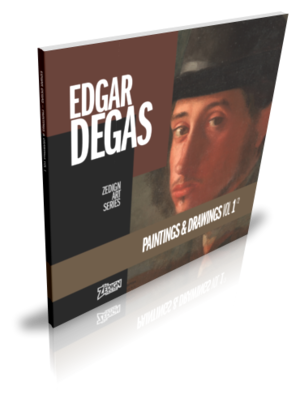 EDGAR
DEGAS
ZEDIGN
ART
SERIES
PAINTINGS & DRAWINGS VOL 1
ZEDIGN